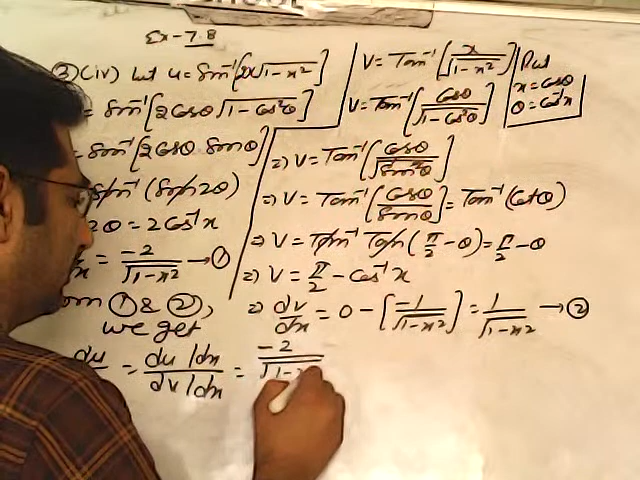 Ex-7.8
③(iv) Let u = Sin⁻¹[2x√1-x²]
= Sin⁻¹[2Cosθ√1-Cos²θ]
= Sin⁻¹[2Cosθ Sinθ]
Sin⁻¹(Sin2θ)
2θ = 2Cos⁻¹x
= -2/√1-x² → ①
① & ②,
we get
du = du/dx / dv/dx = -2/√1-x
V = Tan⁻¹[x/√1-x²]
V = Tan⁻¹[Cosθ/√1-Cos²θ]
⇒ V = Tan⁻¹[Cosθ/√Sin²θ]
⇒ V = Tan⁻¹[Cosθ/Sinθ] = Tan⁻¹(Cotθ)
⇒ V = Tan⁻¹ Tan(π/2 - θ) = π/2 - θ
⇒ V = π/2 - Cos⁻¹x
⇒ dv/dx = 0 - [-1/√1-x²] = 1/√1-x² → ②
Put
x = Cosθ
θ = Cos⁻¹x